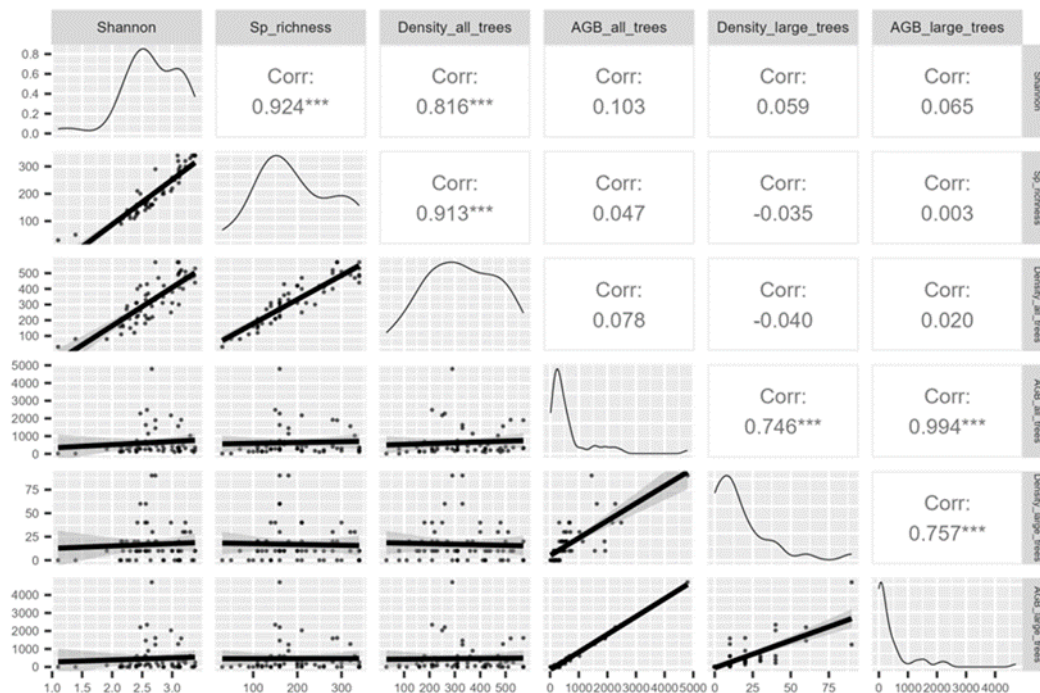 Shannon Sp_richness Density_all_trees AGB_all_trees Density_large_trees AGB_large_trees
0.8
0.6
0.4
0.2
0.0
Corr:
0.924***
Corr:
0.816***
Corr:
0.103
Corr:
0.059
Corr:
0.065
Shannon
300
200
100
Corr:
0.913***
Corr:
0.047
Corr:
-0.035
Corr:
0.003
500
400
300
200
100
Corr:
0.078
Corr:
-0.040
Corr:
0.020
5000
4000
3000
2000
1000
0
Corr:
0.746***
Corr:
0.994***
75
50
25
0
Corr:
0.757***
4000
3000
2000
1000
0
1.0 1.5 2.0 2.5 3.0
100 200 300
100 200 300 400 500
0 1000 2000 3000 4000 5000
0 25 50 75
0 1000 2000 3000 4000